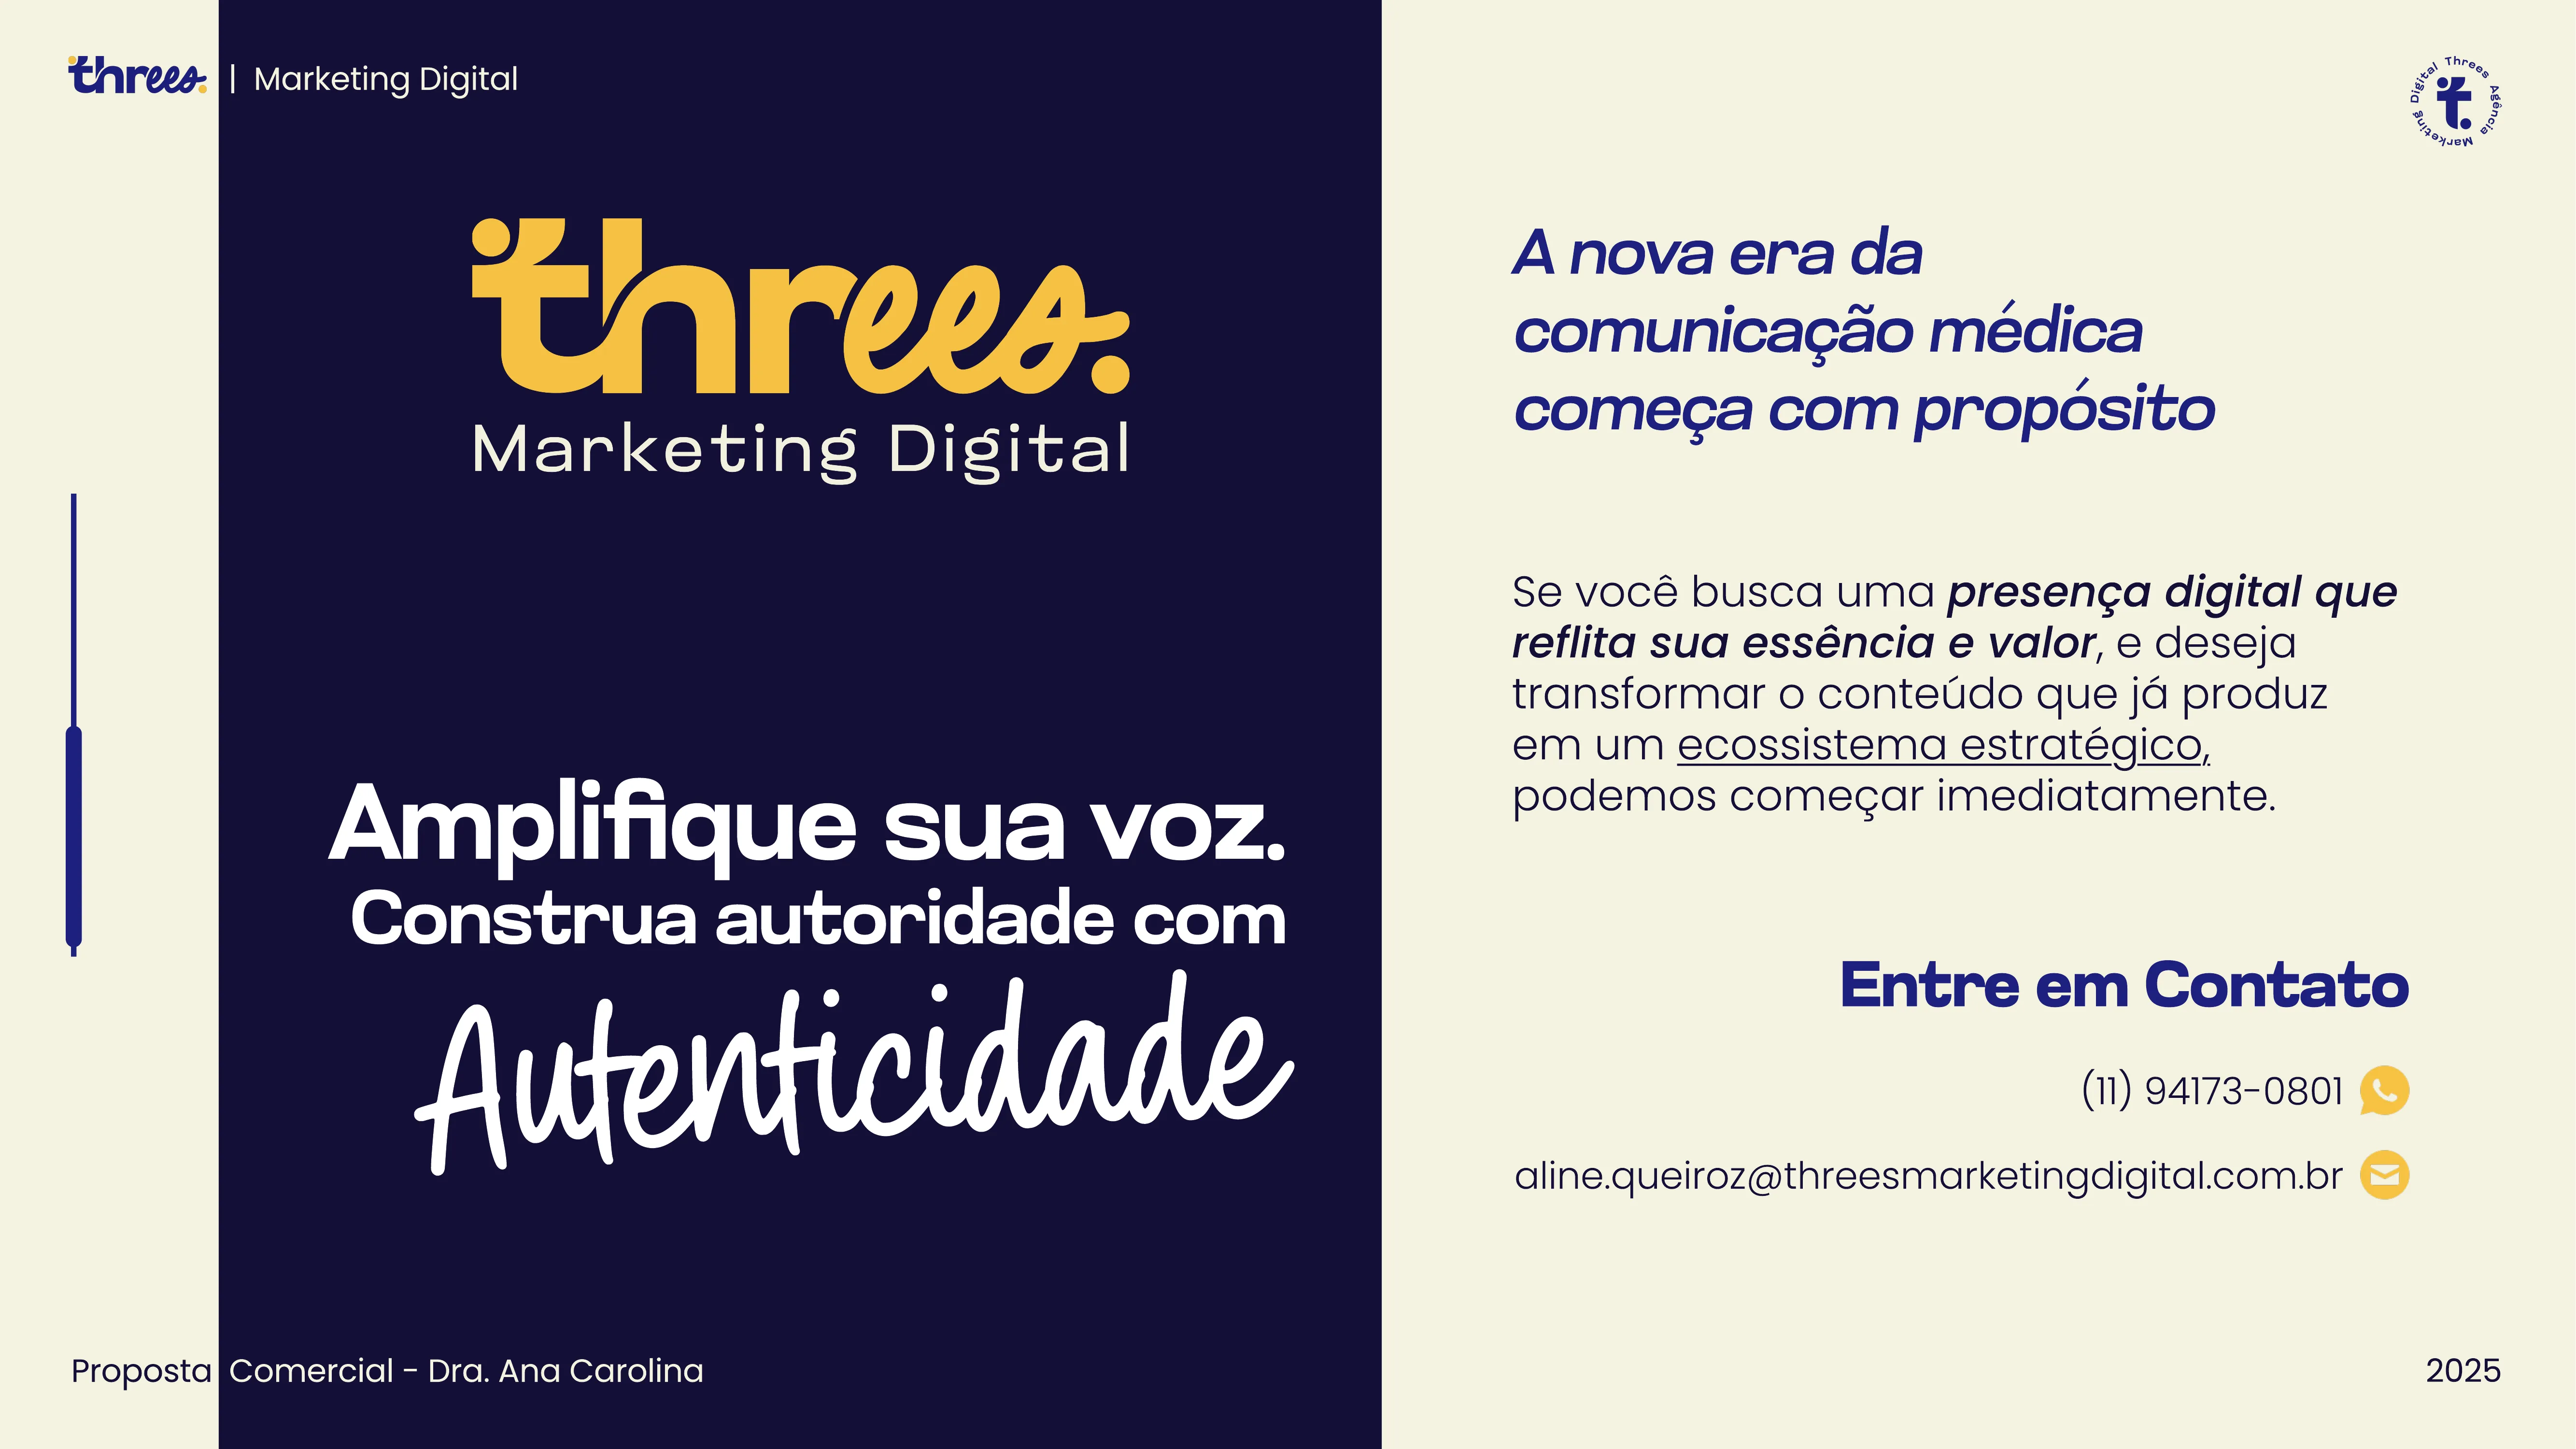 threes. | Marketing Digital
Digital Threes Agência Marketing
t.
threes.
Marketing Digital
Amplifique sua voz.
Construa autoridade com
Autenticidade
A nova era da
comunicação médica
começa com propósito
Se você busca uma presença digital que
reflita sua essência e valor, e deseja
transformar o conteúdo que já produz
em um ecossistema estratégico,
podemos começar imediatamente.
Entre em Contato
(11) 94173-0801
aline.queiroz@threesmarketingdigital.com.br
Proposta Comercial - Dra. Ana Carolina
2025